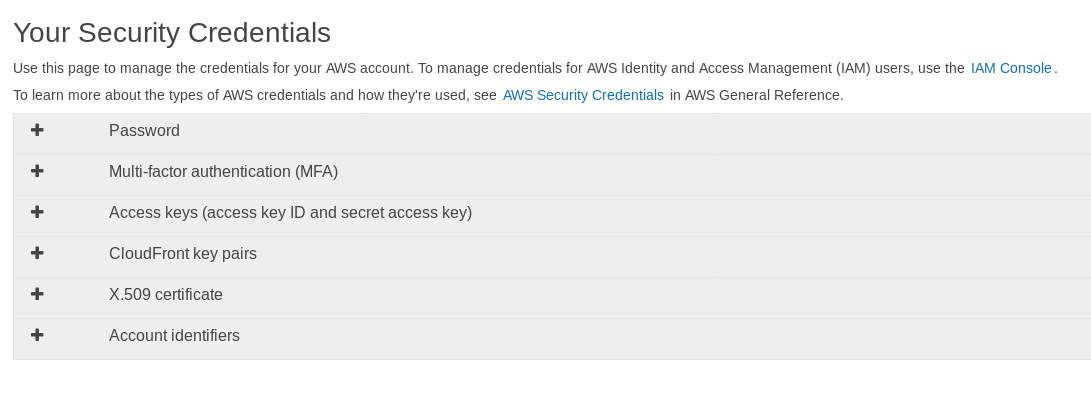 Your Security Credentials
Use this page to manage the credentials for your AWS account. To manage credentials for AWS Identity and Access Management (IAM) users, use the IAM Console.
To learn more about the types of AWS credentials and how they're used, see AWS Security Credentials in AWS General Reference.
Password
Multi-factor authentication (MFA)
Access keys (access key ID and secret access key)
CloudFront key pairs
X.509 certificate
Account identifiers